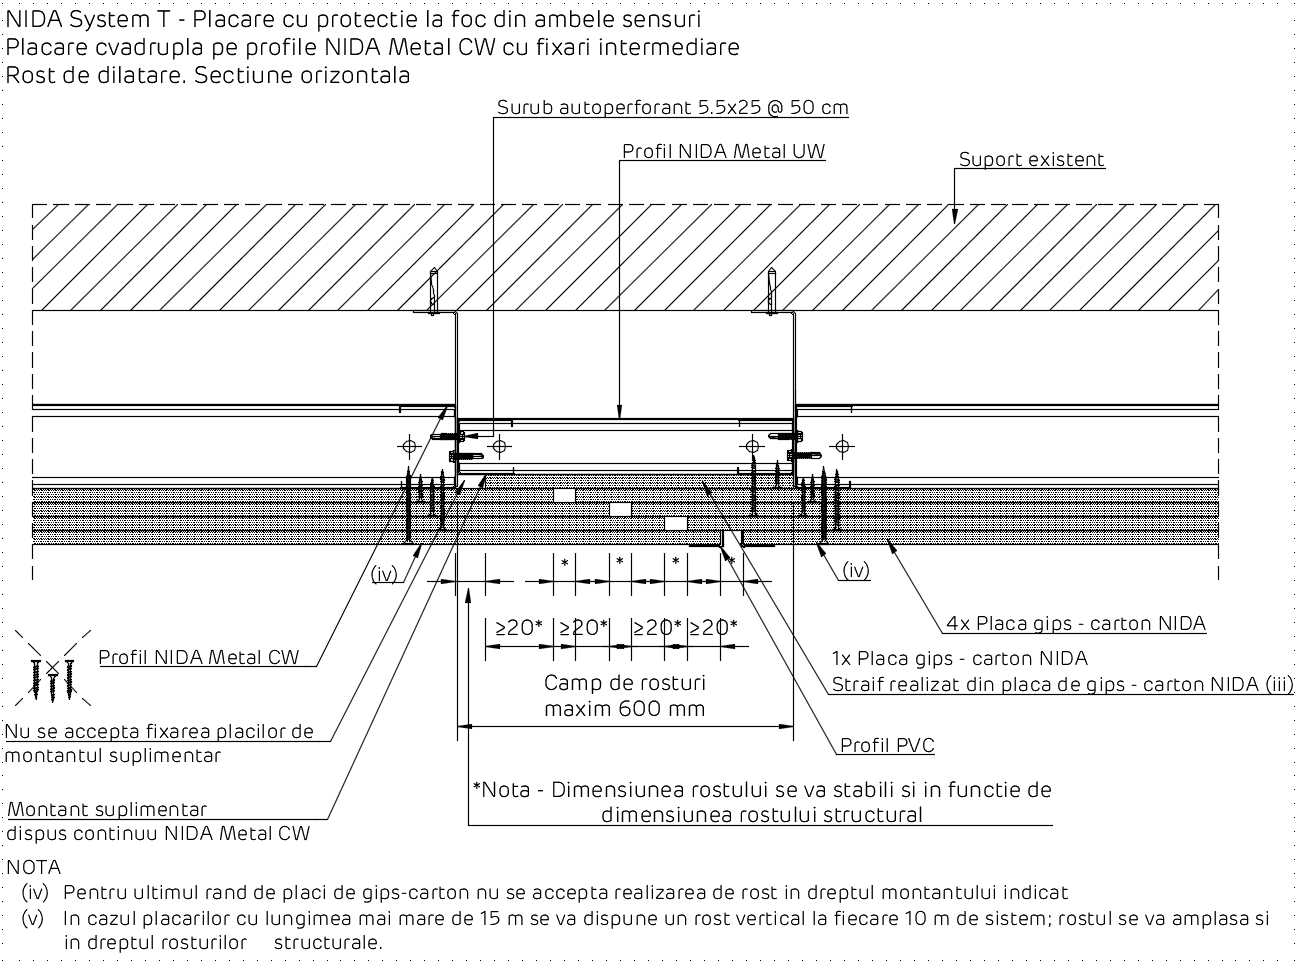 NIDA System T - Placare cu protectie la foc din ambele sensuri
Placare cvadrupla pe profile NIDA Metal CW cu fixari intermediare
Rost de dilatare. Sectiune orizontala
Surub autoperforant 5.5x25 @ 50 cm
Profil NIDA Metal UW
Suport existent
(iv)
* * * *
(iv)
≥20* ≥20* ≥20* ≥20*
4x Placa gips - carton NIDA
Profil NIDA Metal CW
1x Placa gips - carton NIDA
Straif realizat din placa de gips - carton NIDA (iii)
Camp de rosturi
maxim 600 mm
Nu se accepta fixarea placilor de
montantul suplimentar
Profil PVC
*Nota - Dimensiunea rostului se va stabili si in functie de
dimensiunea rostului structural
Montant suplimentar
dispus continuu NIDA Metal CW
NOTA
(iv) Pentru ultimul rand de placi de gips-carton nu se accepta realizarea de rost in dreptul montantului indicat
(v) In cazul placarilor cu lungimea mai mare de 15 m se va dispune un rost vertical la fiecare 10 m de sistem; rostul se va amplasa si
in dreptul rosturilor structurale.